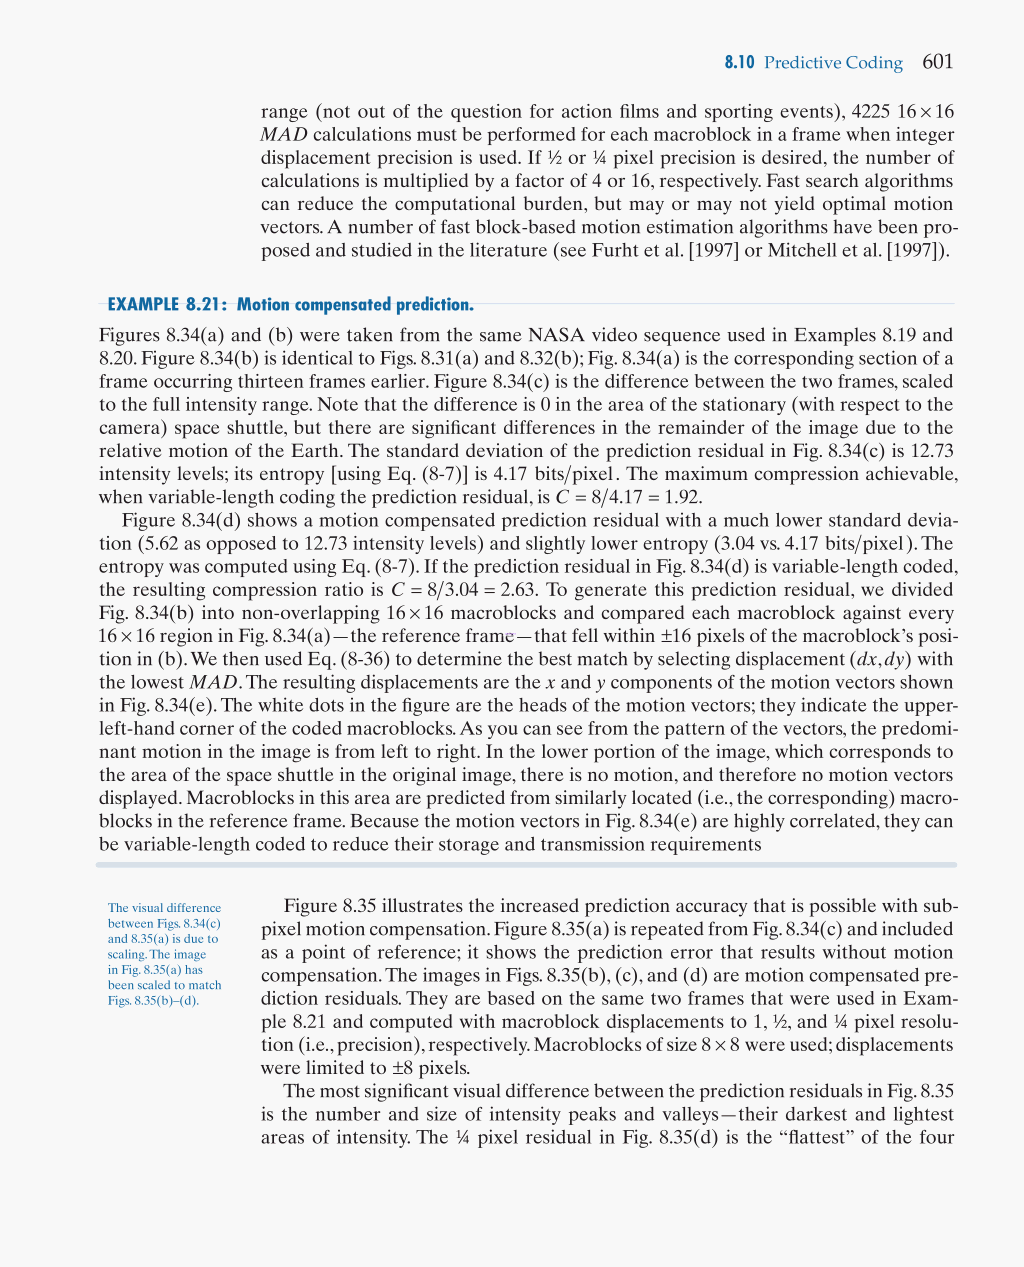 8.10 Predictive Coding 601
range (not out of the question for action films and sporting events), 4225 16 × 16
MAD calculations must be performed for each macroblock in a frame when integer
displacement precision is used. If ½ or ¼ pixel precision is desired, the number of
calculations is multiplied by a factor of 4 or 16, respectively. Fast search algorithms
can reduce the computational burden, but may or may not yield optimal motion
vectors. A number of fast block-based motion estimation algorithms have been pro-
posed and studied in the literature (see Furht et al. [1997] or Mitchell et al. [1997]).
EXAMPLE 8.21: Motion compensated prediction.
Figures 8.34(a) and (b) were taken from the same NASA video sequence used in Examples 8.19 and
8.20. Figure 8.34(b) is identical to Figs. 8.31(a) and 8.32(b); Fig. 8.34(a) is the corresponding section of a
frame occurring thirteen frames earlier. Figure 8.34(c) is the difference between the two frames, scaled
to the full intensity range. Note that the difference is 0 in the area of the stationary (with respect to the
camera) space shuttle, but there are significant differences in the remainder of the image due to the
relative motion of the Earth. The standard deviation of the prediction residual in Fig. 8.34(c) is 12.73
intensity levels; its entropy [using Eq. (8-7)] is 4.17 bits/pixel. The maximum compression achievable,
when variable-length coding the prediction residual, is C = 8/4.17 = 1.92.
Figure 8.34(d) shows a motion compensated prediction residual with a much lower standard devia-
tion (5.62 as opposed to 12.73 intensity levels) and slightly lower entropy (3.04 vs. 4.17 bits/pixel). The
entropy was computed using Eq. (8-7). If the prediction residual in Fig. 8.34(d) is variable-length coded,
the resulting compression ratio is C = 8/3.04 = 2.63. To generate this prediction residual, we divided
Fig. 8.34(b) into non-overlapping 16 × 16 macroblocks and compared each macroblock against every
16 × 16 region in Fig. 8.34(a)—the reference frame—that fell within ±16 pixels of the macroblock's posi-
tion in (b). We then used Eq. (8-36) to determine the best match by selecting displacement (dx, dy) with
the lowest MAD. The resulting displacements are the x and y components of the motion vectors shown
in Fig. 8.34(e). The white dots in the figure are the heads of the motion vectors; they indicate the upper-
left-hand corner of the coded macroblocks. As you can see from the pattern of the vectors, the predomi-
nant motion in the image is from left to right. In the lower portion of the image, which corresponds to
the area of the space shuttle in the original image, there is no motion, and therefore no motion vectors
displayed. Macroblocks in this area are predicted from similarly located (i.e., the corresponding) macro-
blocks in the reference frame. Because the motion vectors in Fig. 8.34(e) are highly correlated, they can
be variable-length coded to reduce their storage and transmission requirements
The visual difference
between Figs. 8.34(c)
and 8.35(a) is due to
scaling. The image
in Fig. 8.35(a) has
been scaled to match
Figs. 8.35(b)–(d).
Figure 8.35 illustrates the increased prediction accuracy that is possible with sub-
pixel motion compensation. Figure 8.35(a) is repeated from Fig. 8.34(c) and included
as a point of reference; it shows the prediction error that results without motion
compensation. The images in Figs. 8.35(b), (c), and (d) are motion compensated pre-
diction residuals. They are based on the same two frames that were used in Exam-
ple 8.21 and computed with macroblock displacements to 1, ½, and ¼ pixel resolu-
tion (i.e., precision), respectively. Macroblocks of size 8 × 8 were used; displacements
were limited to ±8 pixels.
The most significant visual difference between the prediction residuals in Fig. 8.35
is the number and size of intensity peaks and valleys—their darkest and lightest
areas of intensity. The ¼ pixel residual in Fig. 8.35(d) is the “flattest” of the four